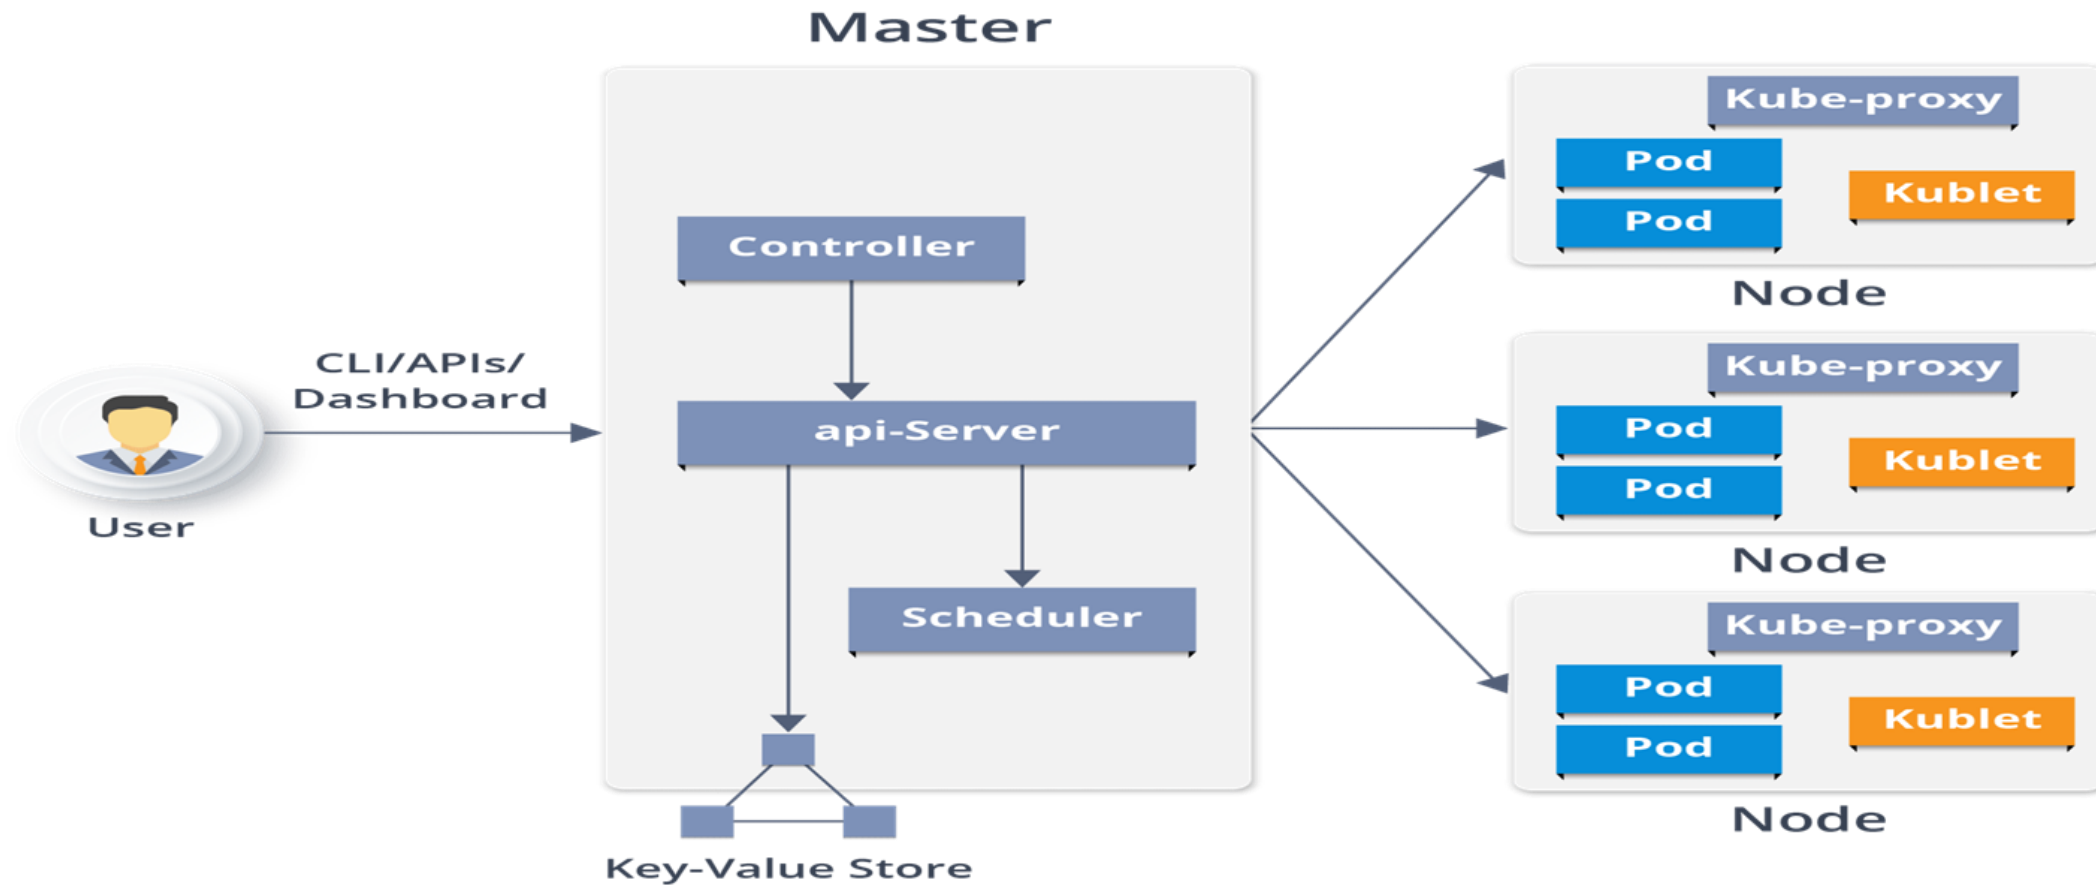 Master
Controller
api-Server
Scheduler
Key-Value Store
CLI/APIs/
Dashboard
User
Kube-proxy
Pod
Pod
Kublet
Node
Kube-proxy
Pod
Pod
Kublet
Node
Kube-proxy
Pod
Pod
Kublet
Node